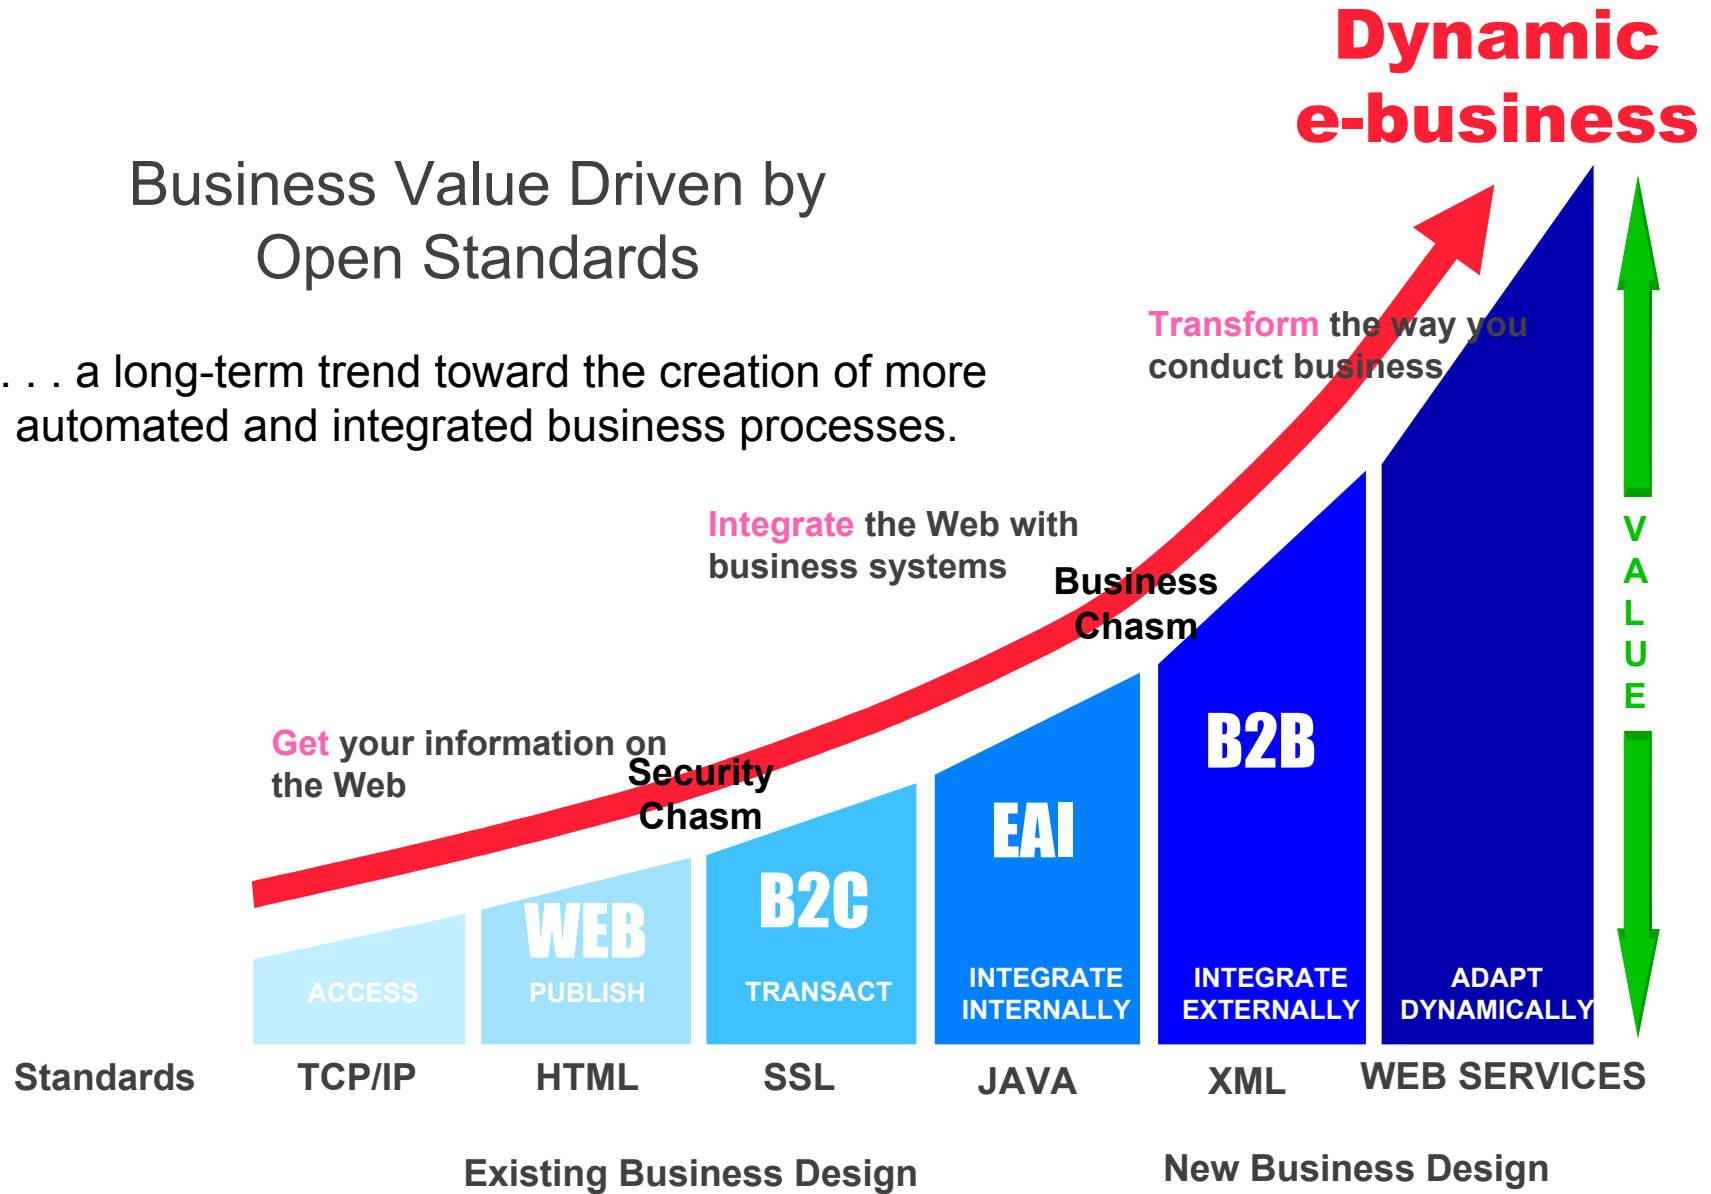 Dynamic
e-business
Business Value Driven by
Open Standards
. . . a long-term trend toward the creation of more
automated and integrated business processes.
Transform the way you
conduct business
Integrate the Web with
business systems
Business
Chasm
Get your information on
the Web
Security
Chasm
VALUE
WEB
B2C
EAI
B2B
ACCESS
PUBLISH
TRANSACT
INTEGRATE
INTERNALLY
INTEGRATE
EXTERNALLY
ADAPT
DYNAMICALLY
Standards TCP/IP HTML SSL JAVA XML WEB SERVICES
Existing Business Design New Business Design